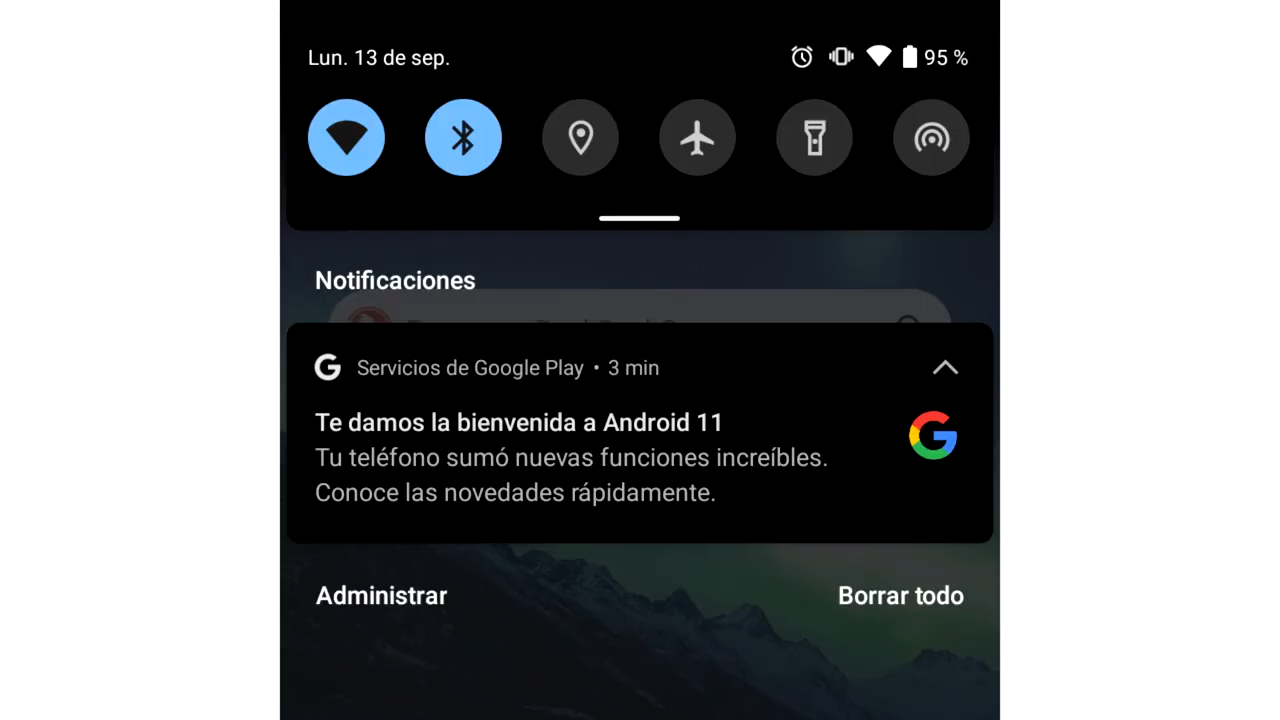 Lun. 13 de sep.
95 %
Notificaciones
Servicios de Google Play • 3 min
Te damos la bienvenida a Android 11
Tu teléfono sumó nuevas funciones increíbles.
Conoce las novedades rápidamente.
Administrar
Borrar todo